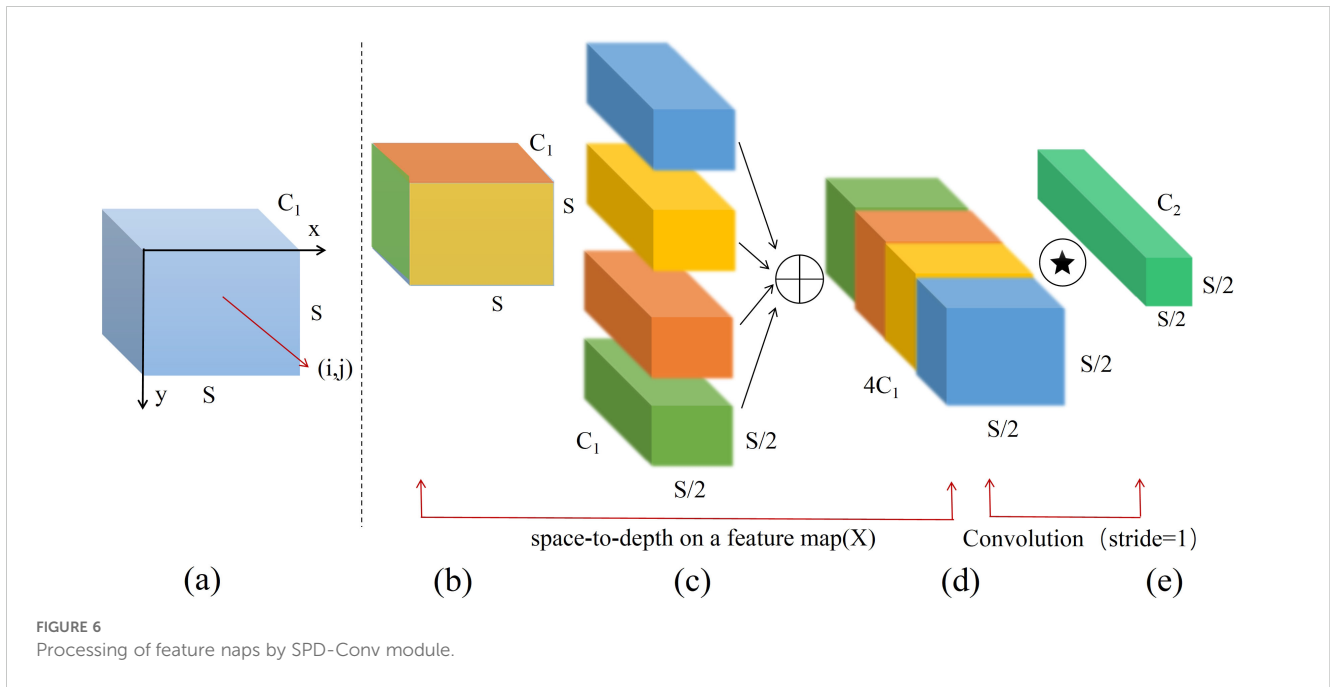 C₁
x
S
(i,j)
S
y
C₁
S
S
C₁
S/2
S/2
4C₁
S/2
S/2
C₂
S/2
S/2
space-to-depth on a feature map(X)
Convolution (stride=1)
(a)
(b)
(c)
(d)
(e)
FIGURE 6
Processing of feature naps by SPD-Conv module.